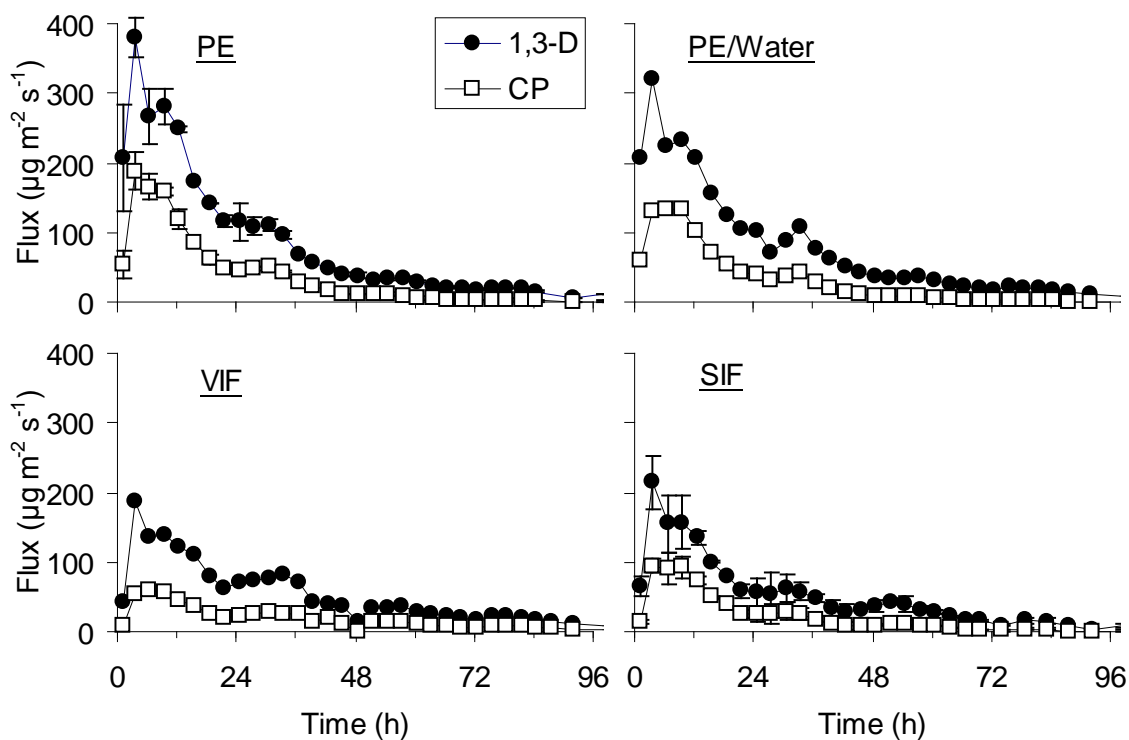 400
300
200
100
0
Flux (µg m⁻² s⁻¹)
PE
1,3-D
CP
PE/Water
400
300
200
100
0
Flux (µg m⁻² s⁻¹)
VIF
SIF
0 24 48 72 96
Time (h)
0 24 48 72 96
Time (h)